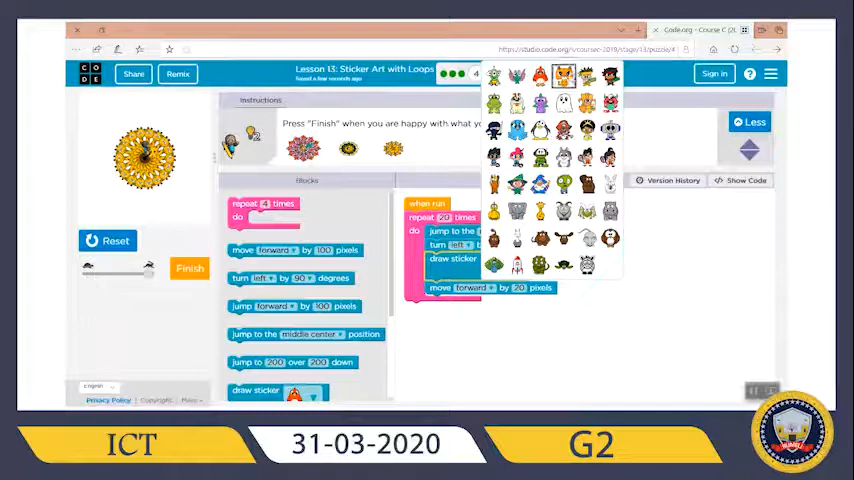 Code.org - Course C (2(
https://studio.code.org/s/coursec-2019/stage/13/puzzle/4
C O
D E
Share
Remix
Lesson 13: Sticker Art with Loops
Saved a few seconds ago
4
Sign in
?
Instructions
2
Press "Finish" when you are happy with what yo
Less
Blocks
Version History
</> Show Code
Reset
Finish
repeat 4 times
do
move forward by 100 pixels
turn left by 90 degrees
jump forward by 100 pixels
jump to the middle center position
jump to 200 over 200 down
draw sticker
when run
repeat 20 times
do
jump to the
turn left b
draw sticker
move forward by 20 pixels
English
Privacy Policy
Copyright
More
ICT
31-03-2020
G2